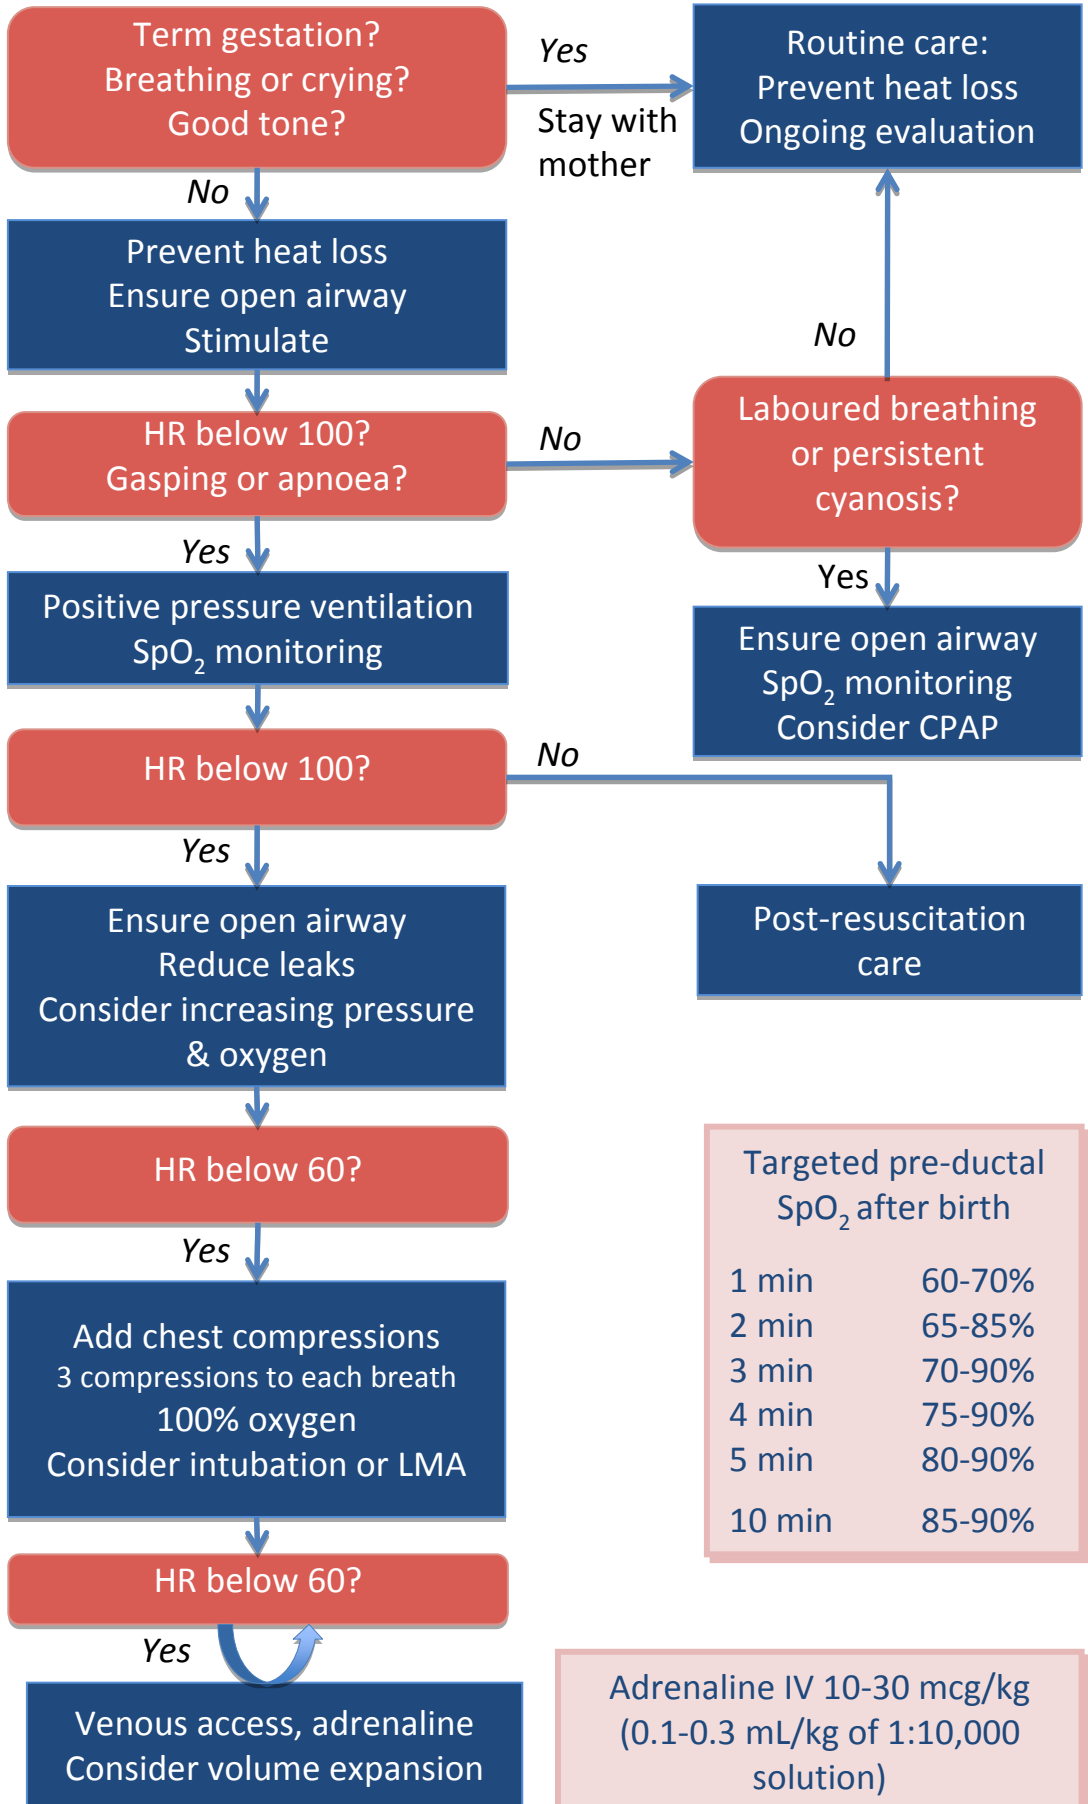 Term gestation?
Breathing or crying?
Good tone?
Yes
Stay with
mother
Routine care:
Prevent heat loss
Ongoing evaluation
No
Prevent heat loss
Ensure open airway
Stimulate
No
HR below 100?
Gasping or apnoea?
No
Laboured breathing
or persistent
cyanosis?
Yes
Yes
Positive pressure ventilation
SpO₂ monitoring
Ensure open airway
SpO₂ monitoring
Consider CPAP
HR below 100?
No
Yes
Ensure open airway
Reduce leaks
Consider increasing pressure
& oxygen
Post-resuscitation
care
HR below 60?
Yes
Add chest compressions
3 compressions to each breath
100% oxygen
Consider intubation or LMA
HR below 60?
Yes
Venous access, adrenaline
Consider volume expansion
Targeted pre-ductal
SpO₂ after birth
1 min 60-70%
2 min 65-85%
3 min 70-90%
4 min 75-90%
5 min 80-90%
10 min 85-90%
Adrenaline IV 10-30 mcg/kg
(0.1-0.3 mL/kg of 1:10,000
solution)